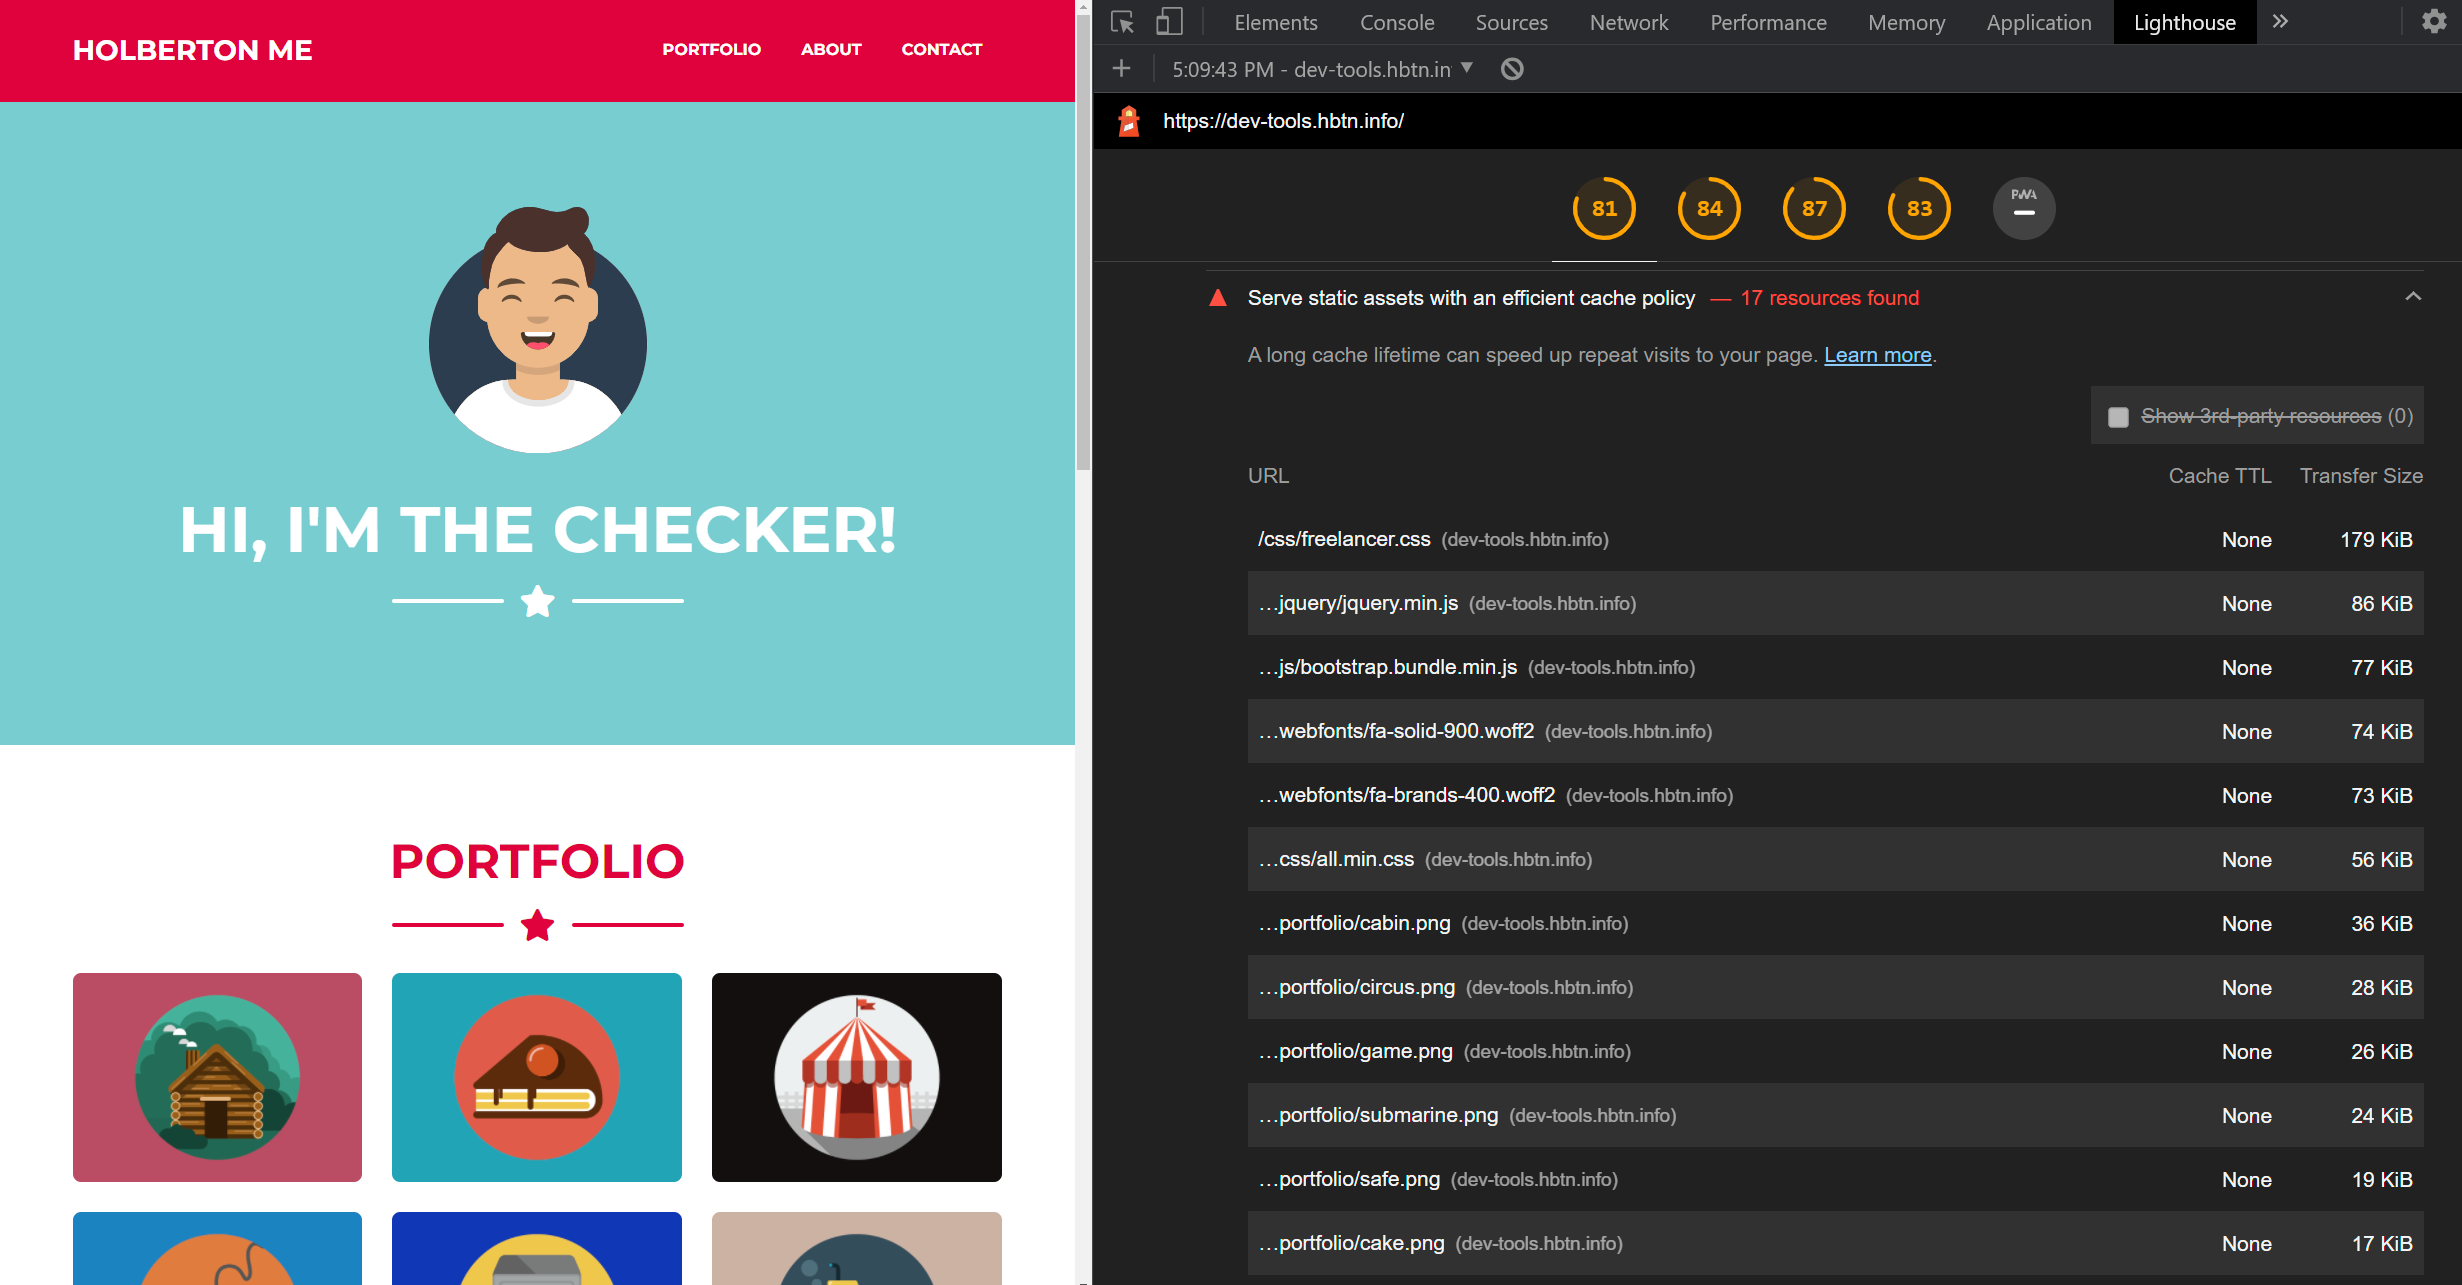 HOLBERTON ME
PORTFOLIO ABOUT CONTACT
HI, I'M THE CHECKER!
PORTFOLIO
Elements Console Sources Network Performance Memory Application Lighthouse
5:09:43 PM - dev-tools.hbtn.in
https://dev-tools.hbtn.info/
81 84 87 83 PWA
Serve static assets with an efficient cache policy — 17 resources found
A long cache lifetime can speed up repeat visits to your page. Learn more.
Show 3rd-party resources (0)
URL Cache TTL Transfer Size
/css/freelancer.css (dev-tools.hbtn.info) None 179 KiB
…jquery/jquery.min.js (dev-tools.hbtn.info) None 86 KiB
…js/bootstrap.bundle.min.js (dev-tools.hbtn.info) None 77 KiB
…webfonts/fa-solid-900.woff2 (dev-tools.hbtn.info) None 74 KiB
…webfonts/fa-brands-400.woff2 (dev-tools.hbtn.info) None 73 KiB
…css/all.min.css (dev-tools.hbtn.info) None 56 KiB
…portfolio/cabin.png (dev-tools.hbtn.info) None 36 KiB
…portfolio/circus.png (dev-tools.hbtn.info) None 28 KiB
…portfolio/game.png (dev-tools.hbtn.info) None 26 KiB
…portfolio/submarine.png (dev-tools.hbtn.info) None 24 KiB
…portfolio/safe.png (dev-tools.hbtn.info) None 19 KiB
…portfolio/cake.png (dev-tools.hbtn.info) None 17 KiB